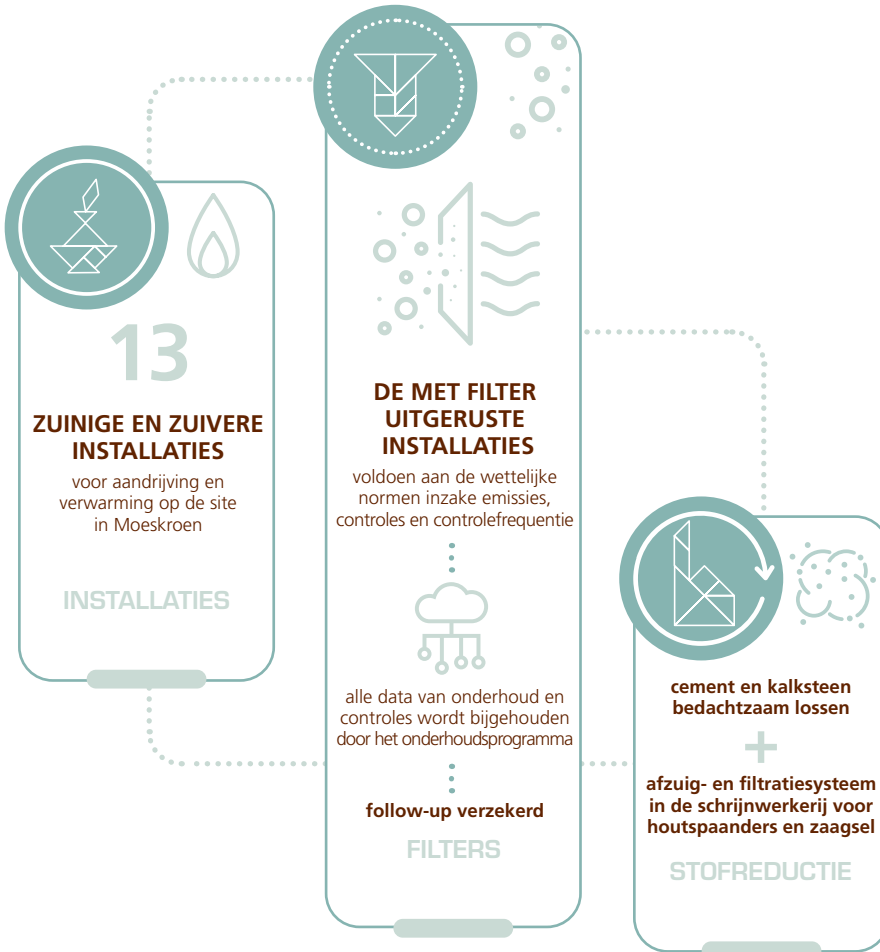 13
ZUINIGE EN ZUIVERE
INSTALLATIES
voor aandrijving en
verwarming op de site
in Moeskroen
INSTALLATIES
DE MET FILTER
UITGERUSTE
INSTALLATIES
voldoen aan de wettelijke
normen inzake emissies,
controles en controlefrequentie
alle data van onderhoud en
controles wordt bijgehouden
door het onderhoudsprogramma
follow-up verzekerd
FILTERS
cement en kalksteen
bedachtzaam lossen
+
afzuig- en filtratiesysteem
in de schrijnwerkerij voor
houtspaanders en zaagsel
STOFREDUCTIE